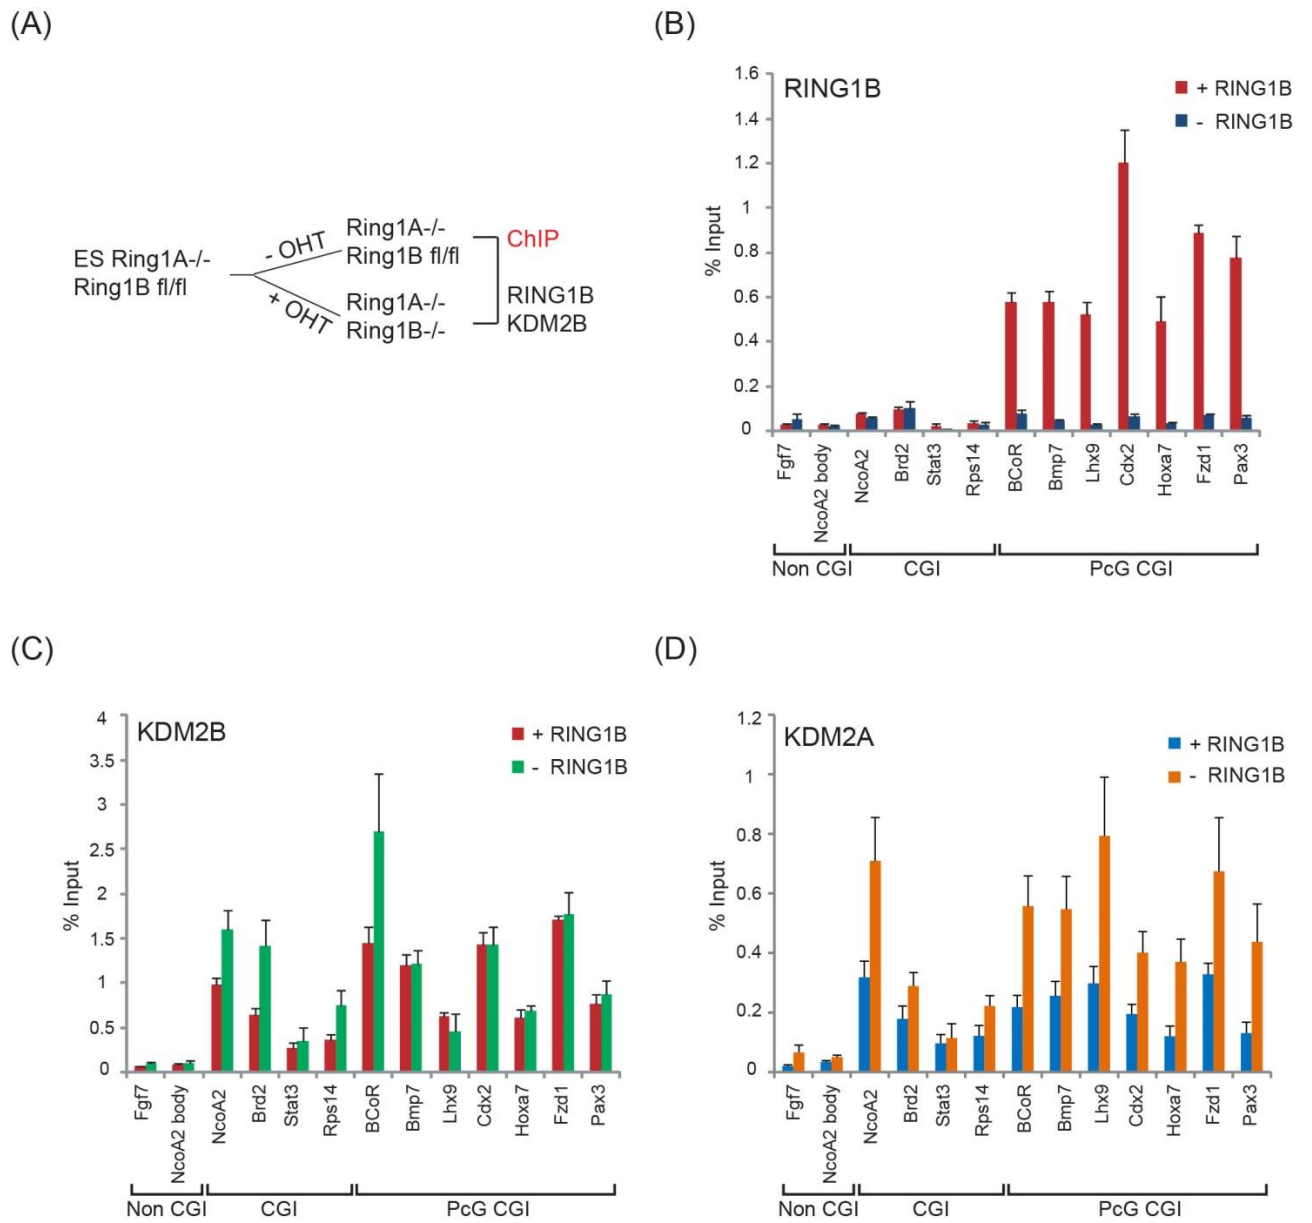 (A)
ES Ring1A-/-
Ring1B fl/fl
- OHT
+ OHT
Ring1A-/-
Ring1B fl/fl
Ring1A-/-
Ring1B-/-
ChIP
RING1B
KDM2B
(B)
RING1B
+ RING1B
- RING1B
% Input
1.6
1.4
1.2
1
0.8
0.6
0.4
0.2
0
Fgf7
NcoA2 body
NcoA2
Brd2
Stat3
Rps14
BCoR
Bmp7
Lhx9
Cdx2
Hoxa7
Fzd1
Pax3
Non CGI
CGI
PcG CGI
(C)
KDM2B
+ RING1B
- RING1B
% Input
4
3.5
3
2.5
2
1.5
1
0.5
0
Fgf7
NcoA2 body
NcoA2
Brd2
Stat3
Rps14
BCoR
Bmp7
Lhx9
Cdx2
Hoxa7
Fzd1
Pax3
Non CGI
CGI
PcG CGI
(D)
KDM2A
+ RING1B
- RING1B
% Input
1.2
1
0.8
0.6
0.4
0.2
0
Fgf7
NcoA2 body
NcoA2
Brd2
Stat3
Rps14
BCoR
Bmp7
Lhx9
Cdx2
Hoxa7
Fzd1
Pax3
Non CGI
CGI
PcG CGI